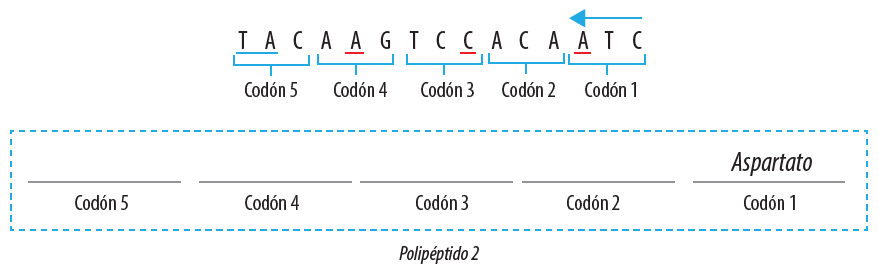 T A C A A G T C C A C A A T C
Codón 5 Codón 4 Codón 3 Codón 2 Codón 1
Aspartato
Codón 5 Codón 4 Codón 3 Codón 2 Codón 1
Polipéptido 2